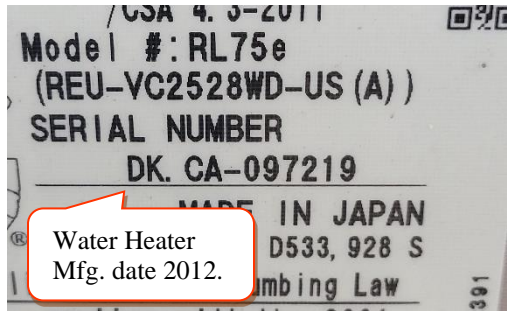 /CSA 4. 3-2011
Model #:RL75e
(REU-VC2528WD-US (A) )
SERIAL NUMBER
DK. CA-097219
MADE IN JAPAN
D533, 928 S
Water Heater
Mfg. date 2012.
Law
391
®